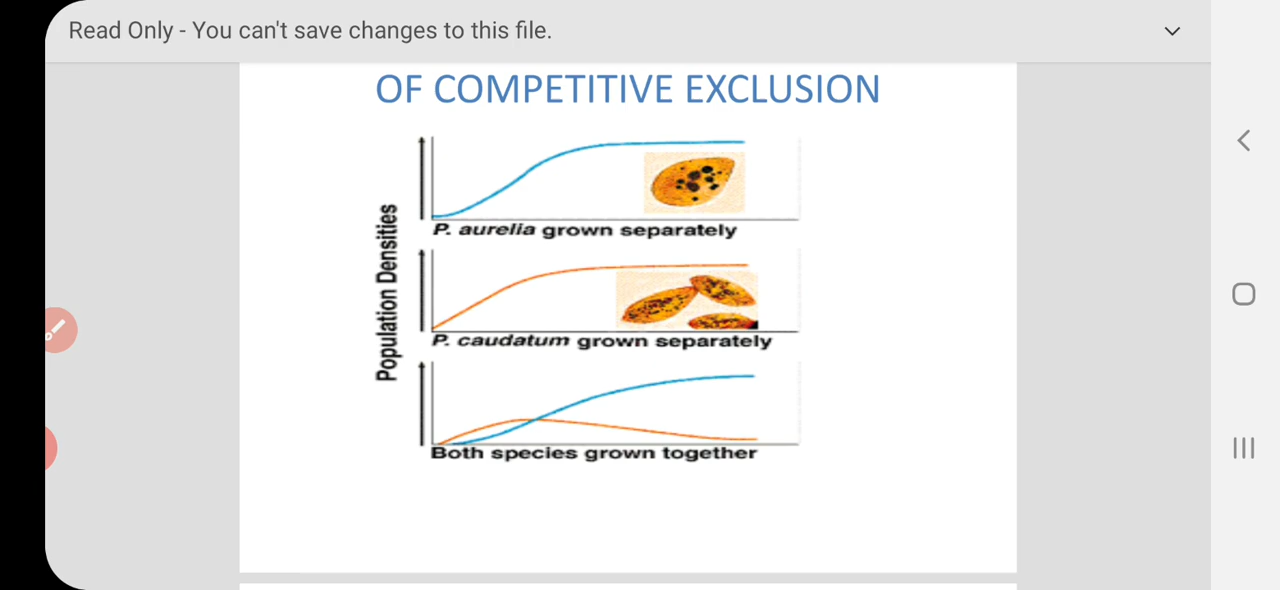 Read Only - You can't save changes to this file.
OF COMPETITIVE EXCLUSION
Population Densities
P. aurelia grown separately
P. caudatum grown separately
Both species grown together